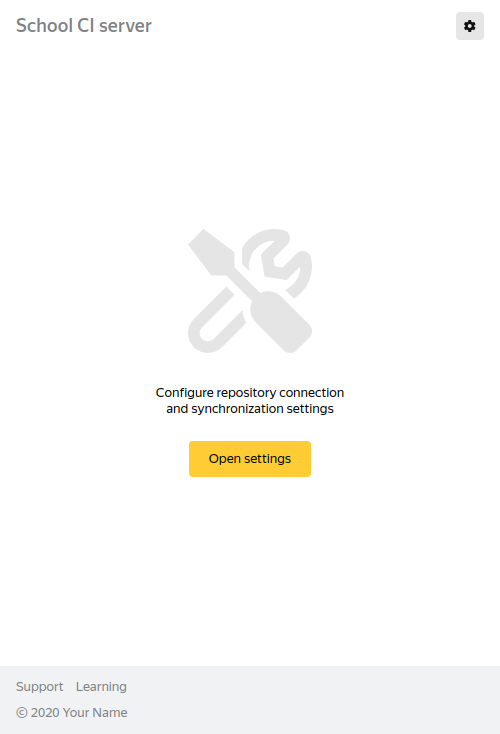 School CI server
Configure repository connection
and synchronization settings
Open settings
Support Learning
© 2020 Your Name